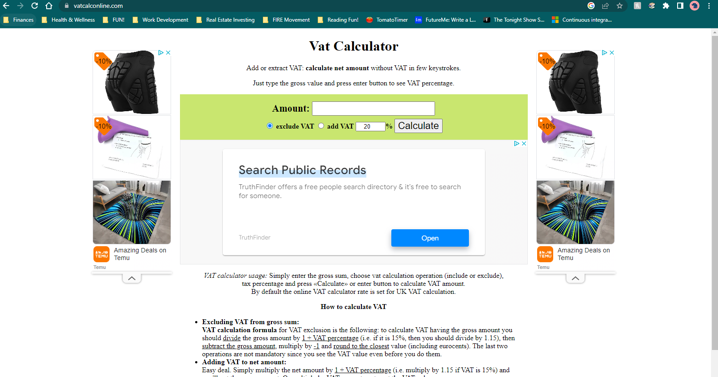 vatcalconline.com
Finances
Health & Wellness
FUN!
Work Development
Real Estate Investing
FIRE Movement
Reading Fun!
TomatoTimer
FutureMe: Write a L...
The Tonight Show S...
Continuous integra...
Vat Calculator
Add or extract VAT: calculate net amount without VAT in few keystrokes.
Just type the gross value and press enter button to see VAT percentage.
Amount:
exclude VAT add VAT 20 % Calculate
-10%
-10%
Amazing Deals on
Temu
Temu
Search Public Records
TruthFinder offers a free people search directory & it's free to search
for someone.
TruthFinder
Open
-10%
-10%
Amazing Deals on
Temu
Temu
VAT calculator usage: Simply enter the gross sum, choose vat calculation operation (include or exclude),
tax percentage and press «Calculate» or enter button to calculate VAT amount.
By default the online VAT calculator rate is set for UK VAT calculation.
How to calculate VAT
Excluding VAT from gross sum:
VAT calculation formula for VAT exclusion is the following: to calculate VAT having the gross amount you
should divide the gross amount by 1 + VAT percentage (i.e. if it is 15%, then you should divide by 1.15), then
subtract the gross amount, multiply by -1 and round to the closest value (including eurocents). The last two
operations are not mandatory since you see the VAT value even before you do them.
Adding VAT to net amount:
Easy deal. Simply multiply the net amount by 1 + VAT percentage (i.e. multiply by 1.15 if VAT is 15%) and